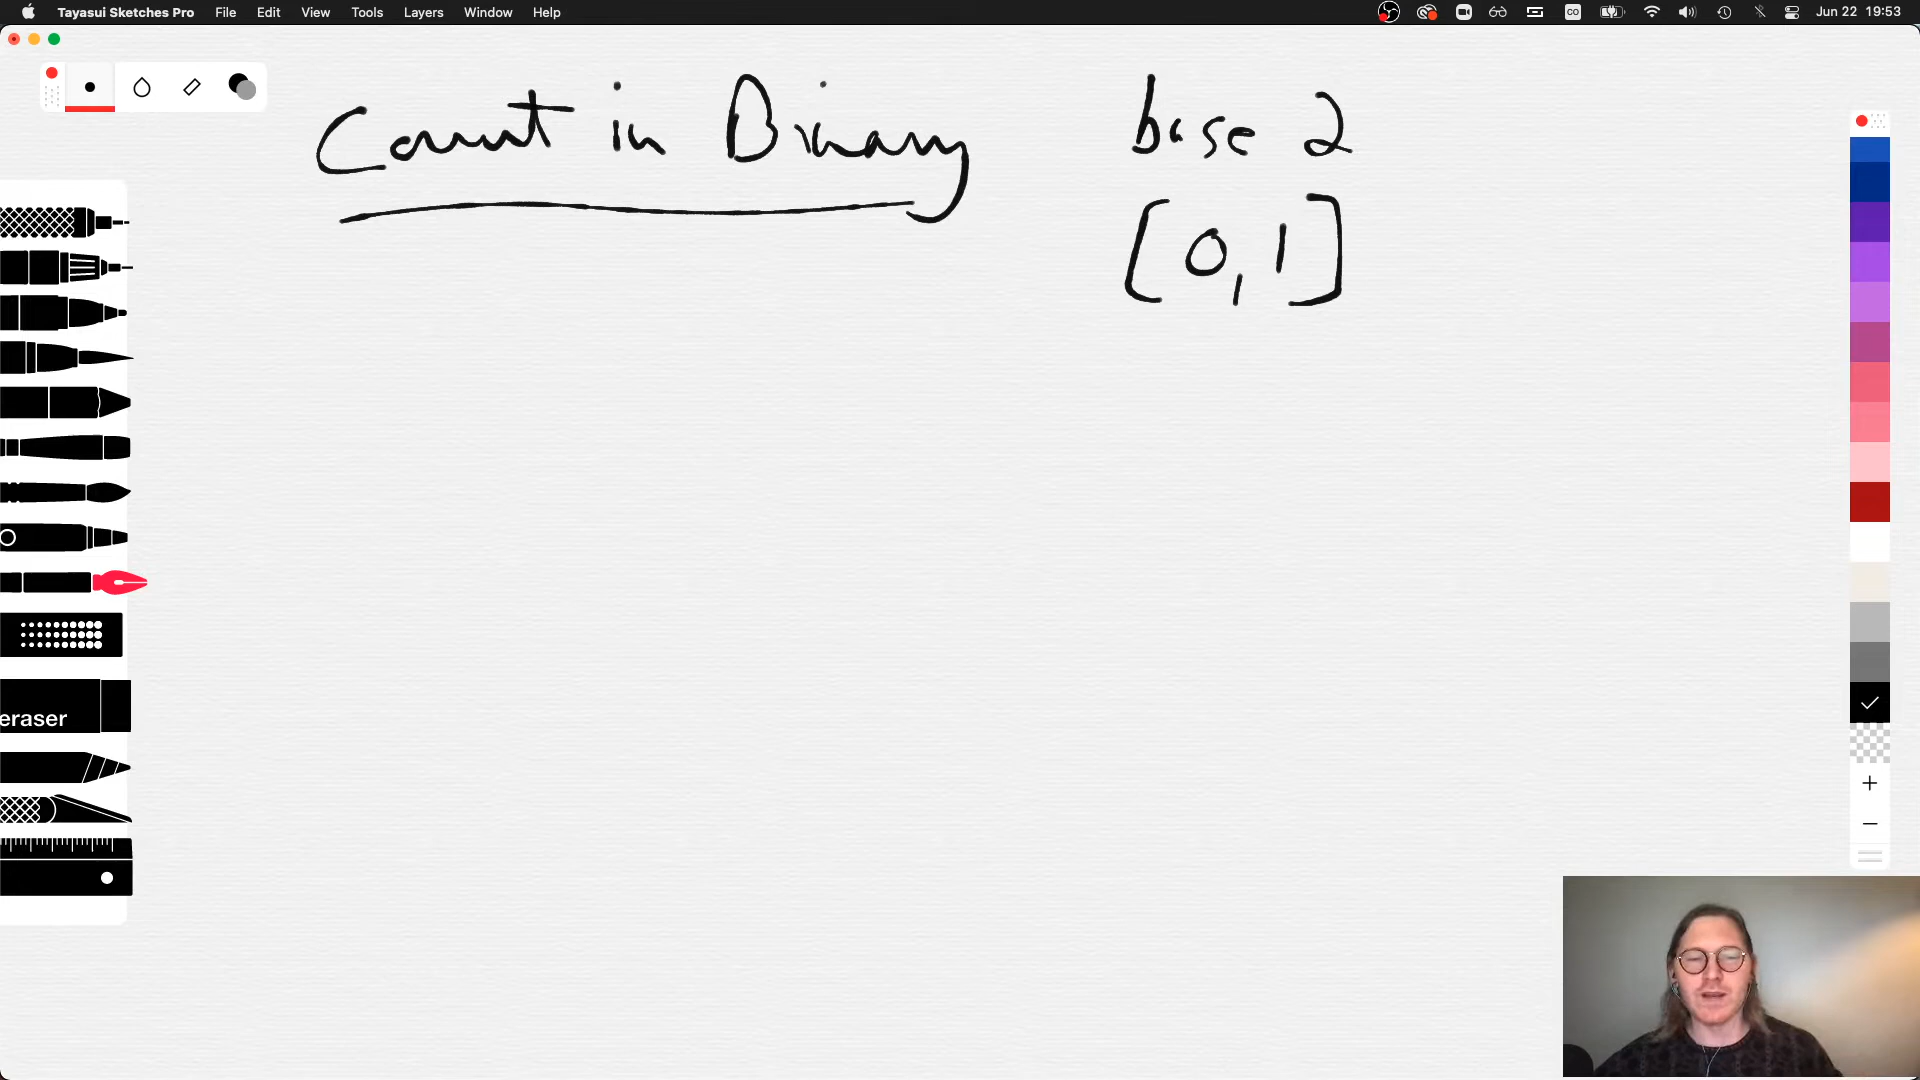 Tayasui Sketches Pro File Edit View Tools Layers Window Help Jun 22 19:53
Count in Binary base 2
[0,1]
eraser